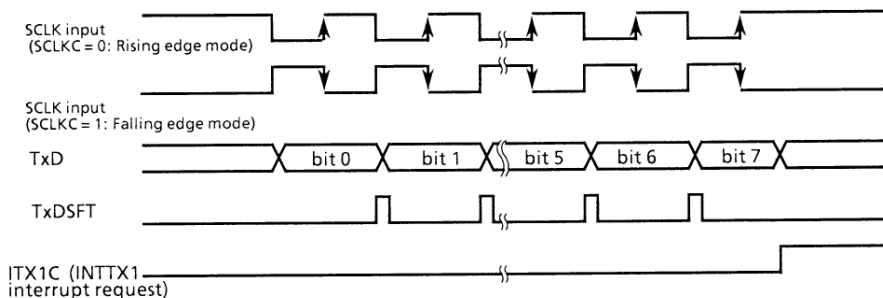 SCLK input
(SCLKC = 0: Rising edge mode)
SCLK input
(SCLKC = 1: Falling edge mode)
TxD
bit 0 bit 1 bit 5 bit 6 bit 7
TxDSFT
ITX1C (INTTX1
interrupt request)